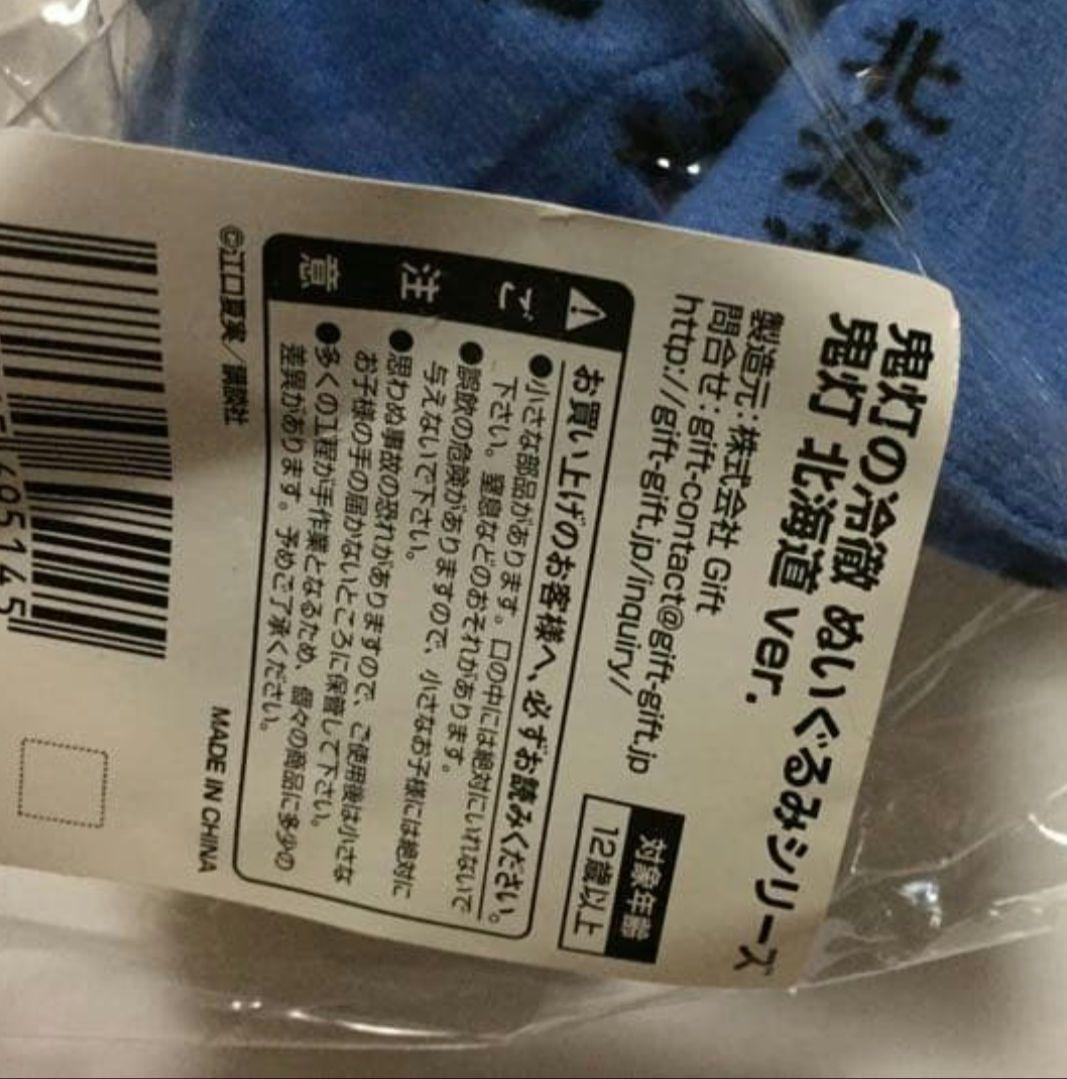 鬼灯の冷徹 ぬいぐるみシリーズ
鬼灯 北海道 ver.
製造元：株式会社 Gift
問合せ：gift-contact@gift-gift.jp
http://gift-gift.jp/inquiry/
対象年齢
12歳以上
ご注意
お買い上げのお客様へ、必ずお読みください。
●小さな部品があります。口の中には絶対にいれないで
下さい。窒息などのおそれがあります。
●誤飲の危険がありますので、小さなお子様には絶対に
与えないで下さい。
●思わぬ事故の恐れがありますので、ご使用後は小さな
お子様の手の届かないところに保管して下さい。
●多くの工程が手作業となるため、個々の商品に多少の
差異があります。予めご了承ください。
©江口夏実／講談社
MADE IN CHINA